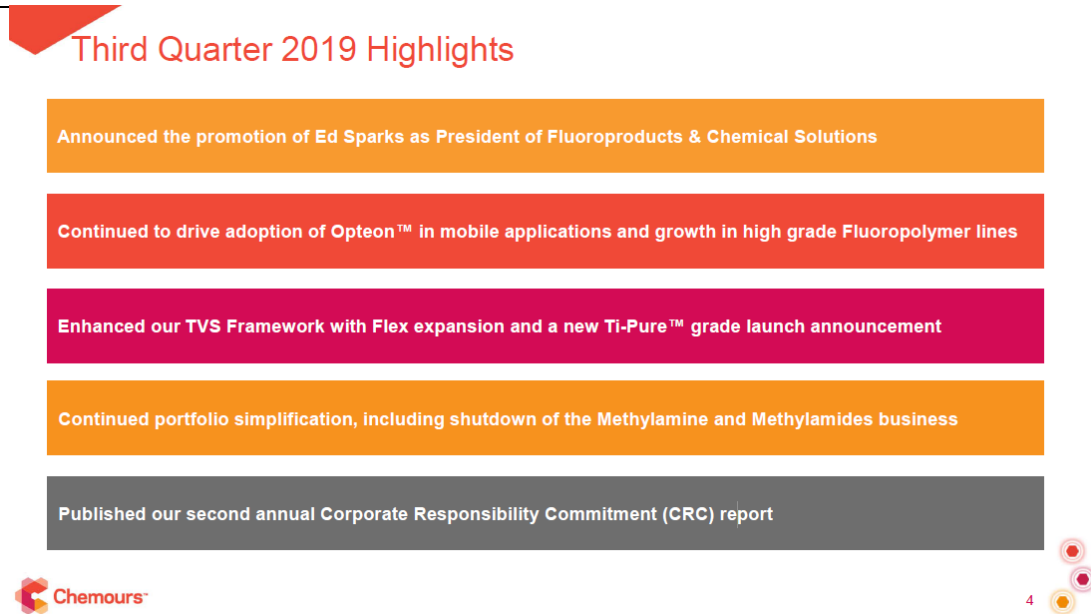 Third Quarter 2019 Highlights
Announced the promotion of Ed Sparks as President of Fluoroproducts & Chemical Solutions
Continued to drive adoption of Opteon™ in mobile applications and growth in high grade Fluoropolymer lines
Enhanced our TVS Framework with Flex expansion and a new Ti-Pure™ grade launch announcement
Continued portfolio simplification, including shutdown of the Methylamine and Methylamides business
Published our second annual Corporate Responsibility Commitment (CRC) report
Chemours™
4